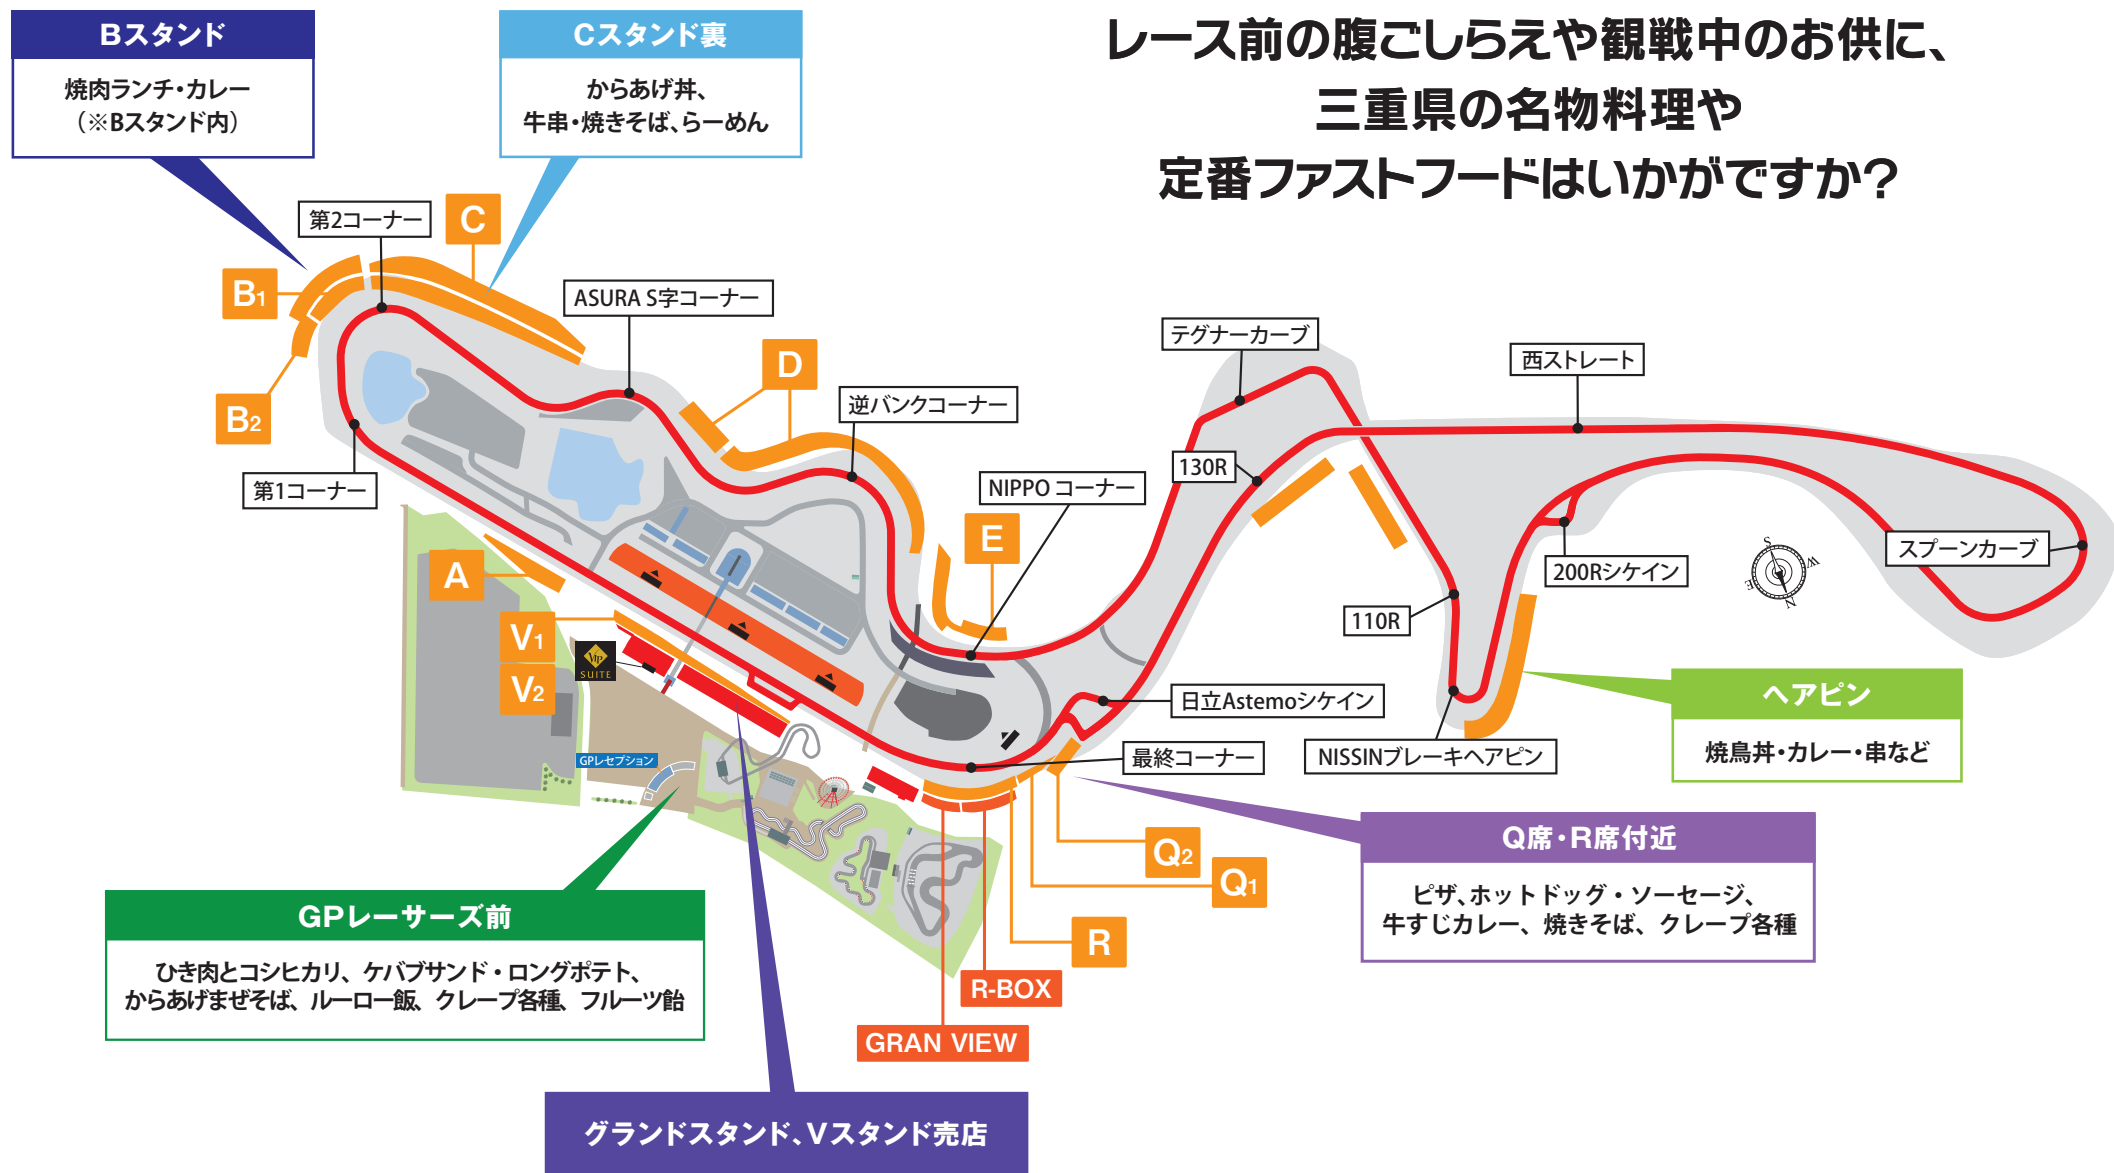 レース前の腹ごしらえや観戦中のお供に、
三重県の名物料理や
定番ファストフードはいかがですか?
Bスタンド
焼肉ランチ・カレー
(※Bスタンド内)
Cスタンド裏
からあげ丼、
牛串・焼きそば、らーめん
第2コーナー
C
B1
ASURA S字コーナー
D
B2
逆バンクコーナー
第1コーナー
テグナーカーブ
西ストレート
130R
NIPPO コーナー
E
A
V1
V2
VIP
SUITE
GPレセプション
スプーンカーブ
200Rシケイン
S
W
E
N
110R
日立Astemoシケイン
最終コーナー
NISSINブレーキヘアピン
ヘアピン
焼鳥丼・カレー・串など
Q席・R席付近
ピザ、ホットドッグ・ソーセージ、
牛すじカレー、焼きそば、クレープ各種
Q2
Q1
R
R-BOX
GRAN VIEW
GPレーサーズ前
ひき肉とコシヒカリ、ケバブサンド・ロングポテト、
からあげまぜそば、ルーロー飯、クレープ各種、フルーツ飴
グランドスタンド、Vスタンド売店